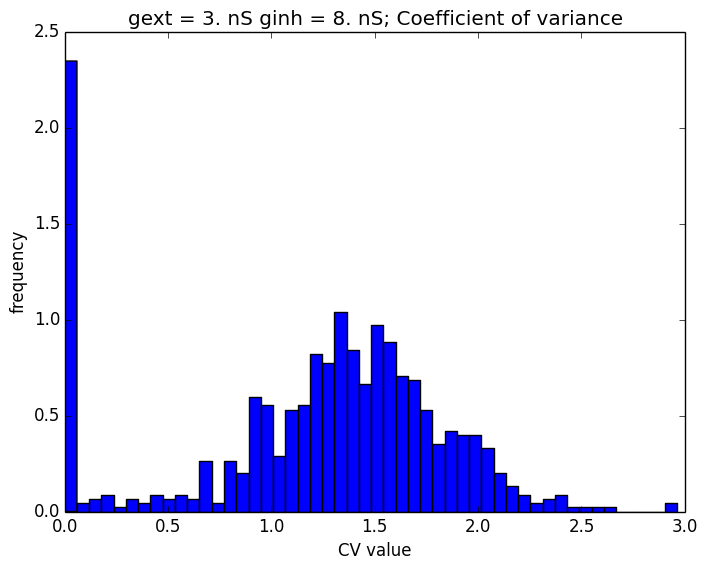 gext = 3. nS ginh = 8. nS; Coefficient of variance
2.5
2.0
1.5
1.0
0.5
0.0
frequency
0.0 0.5 1.0 1.5 2.0 2.5 3.0
CV value